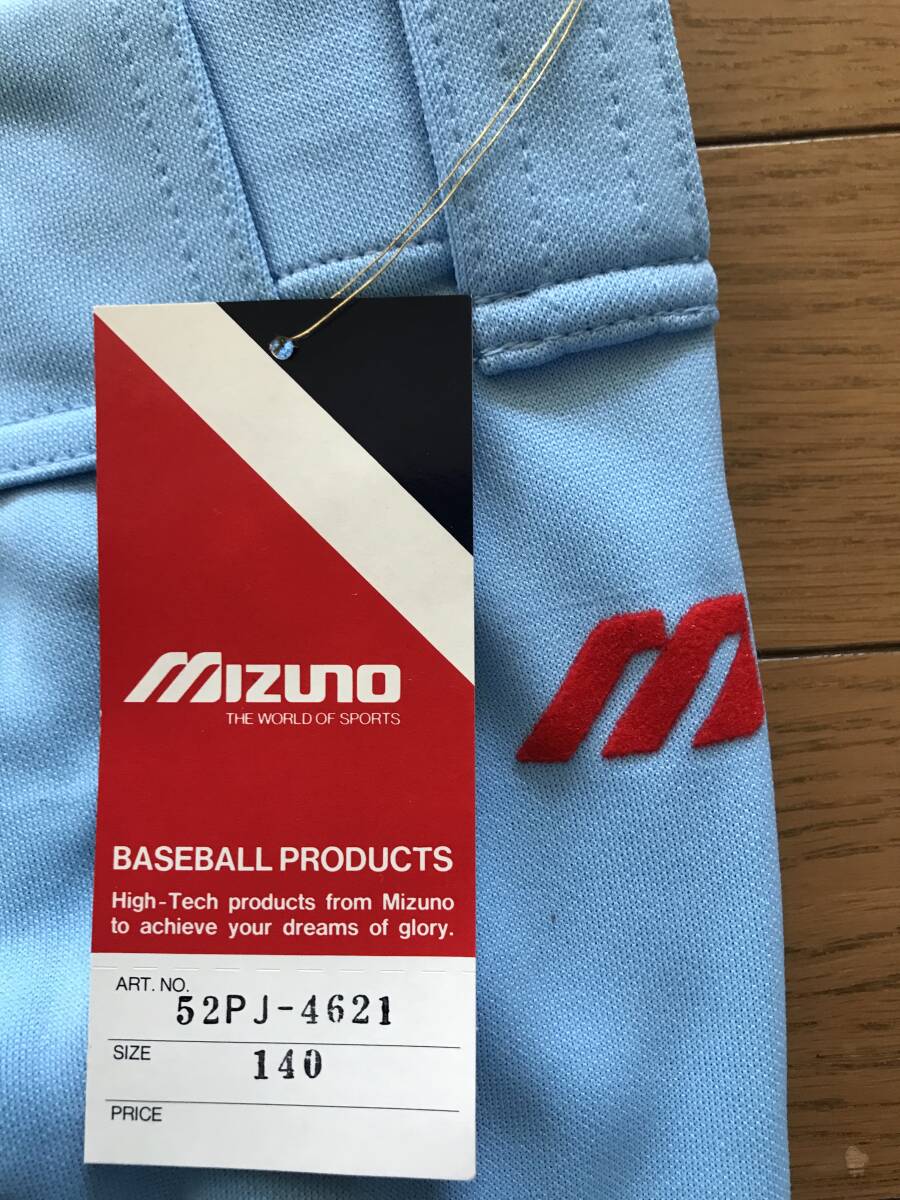 MIZUNO
THE WORLD OF SPORTS
BASEBALL PRODUCTS
High-Tech products from Mizuno
to achieve your dreams of glory.
ART. NO.
52PJ-4621
SIZE
140
PRICE
M